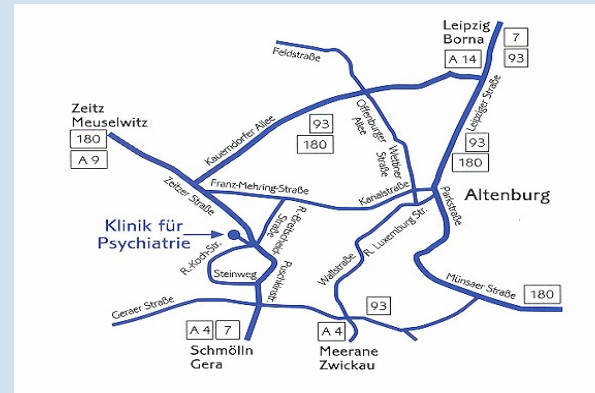 Leipzig
Borna
7
A 14
93
Feldstraße
Zeitz
Meuselwitz
180
A 9
Kauerndorfer Allee
93
180
Offenburger
Allee
Wettiner
Straße
Leipziger Straße
93
180
Zeitzer Straße
Franz-Mehring-Straße
Kanalstraße
Parkstraße
Altenburg
Klinik für
Psychiatrie
R.-Breitscheid-
Straße
R.-Koch-Str.
Steinweg
Puschkinstr.
Wallstraße
R. Luxemburg Str.
Münsaer Straße
180
Geraer Straße
93
A 4
7
A 4
Schmölln
Gera
Meerane
Zwickau